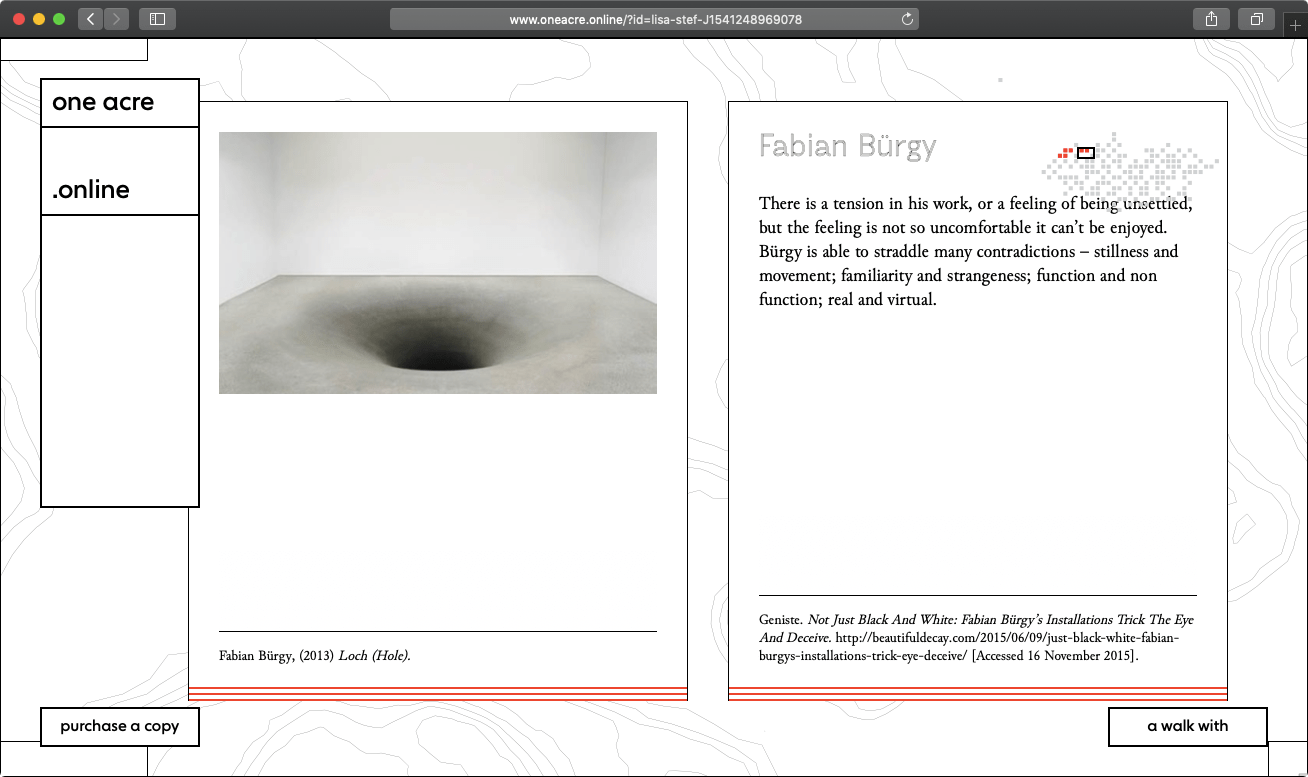 www.oneacre.online/?id=lisa-stef-J1541248969078
one acre
.online
Fabian Bürgy
There is a tension in his work, or a feeling of being unsettled,
but the feeling is not so uncomfortable it can’t be enjoyed.
Bürgy is able to straddle many contradictions – stillness and
movement; familiarity and strangeness; function and non
function; real and virtual.
Fabian Bürgy, (2013) Loch (Hole).
Geniste. Not Just Black And White: Fabian Bürgy’s Installations Trick The Eye
And Deceive. http://beautifuldecay.com/2015/06/09/just-black-white-fabian-
burgys-installations-trick-eye-deceive/ [Accessed 16 November 2015].
purchase a copy
a walk with